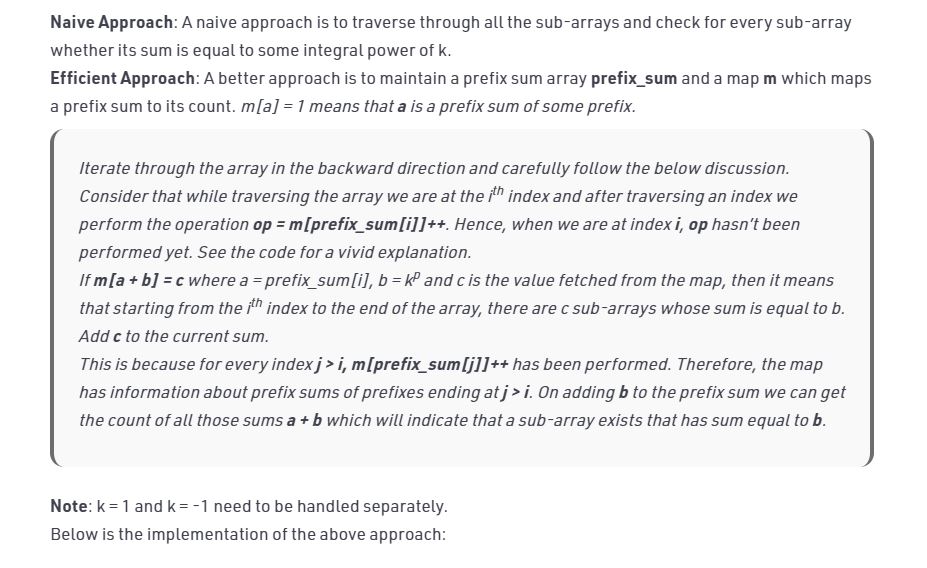 Naive Approach: A naive approach is to traverse through all the sub-arrays and check for every sub-array
whether its sum is equal to some integral power of k.
Efficient Approach: A better approach is to maintain a prefix sum array prefix_sum and a map m which maps
a prefix sum to its count. m[a] = 1 means that a is a prefix sum of some prefix.
Iterate through the array in the backward direction and carefully follow the below discussion.
Consider that while traversing the array we are at the ith index and after traversing an index we
perform the operation op = m[prefix_sum[i]]++. Hence, when we are at index i, op hasn't been
performed yet. See the code for a vivid explanation.
If m[a + b] = c where a = prefix_sum[i], b = k^p and c is the value fetched from the map, then it means
that starting from the ith index to the end of the array, there are c sub-arrays whose sum is equal to b.
Add c to the current sum.
This is because for every index j > i, m[prefix_sum[j]]++ has been performed. Therefore, the map
has information about prefix sums of prefixes ending at j > i. On adding b to the prefix sum we can get
the count of all those sums a + b which will indicate that a sub-array exists that has sum equal to b.
Note: k = 1 and k = -1 need to be handled separately.
Below is the implementation of the above approach: